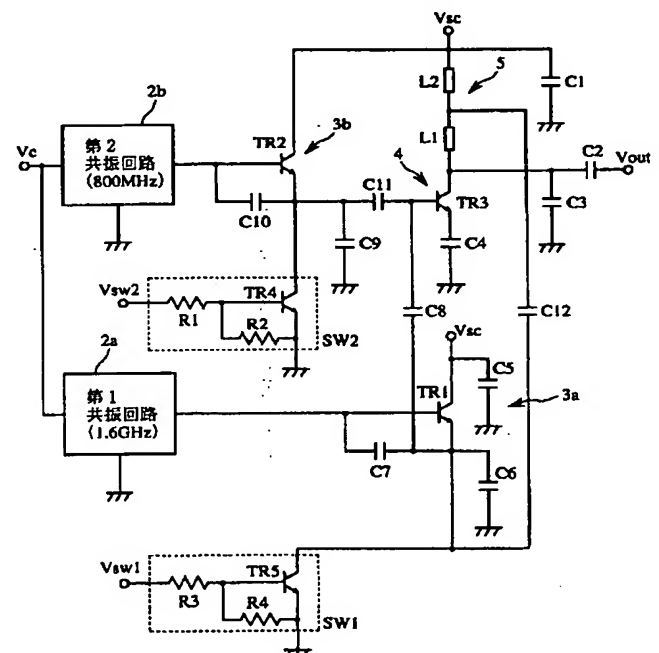 Vsc
5
2b
3b
L2
C1
第2
共振回路
(800MHz)
Vc
TR2
L1
C2
Vout
4
C11
TR3
C3
C10
C9
C4
Vsw2
TR4
R1
R2
SW2
C8
C12
Vsc
2a
第1
共振回路
(1.6GHz)
TR1
C5
3a
C7
C6
Vsw1
TR5
R3
R4
SW1